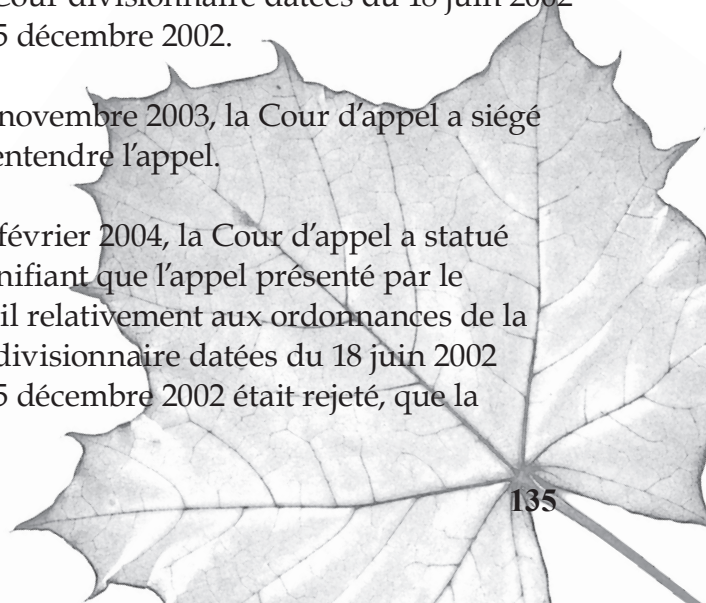 Cour divisionnaire datées du 18 juin 2002
5 décembre 2002.
novembre 2003, la Cour d'appel a siégé
entendre l'appel.
février 2004, la Cour d'appel a statué
nifiant que l'appel présenté par le
il relativement aux ordonnances de la
divisionnaire datées du 18 juin 2002
5 décembre 2002 était rejeté, que la
135